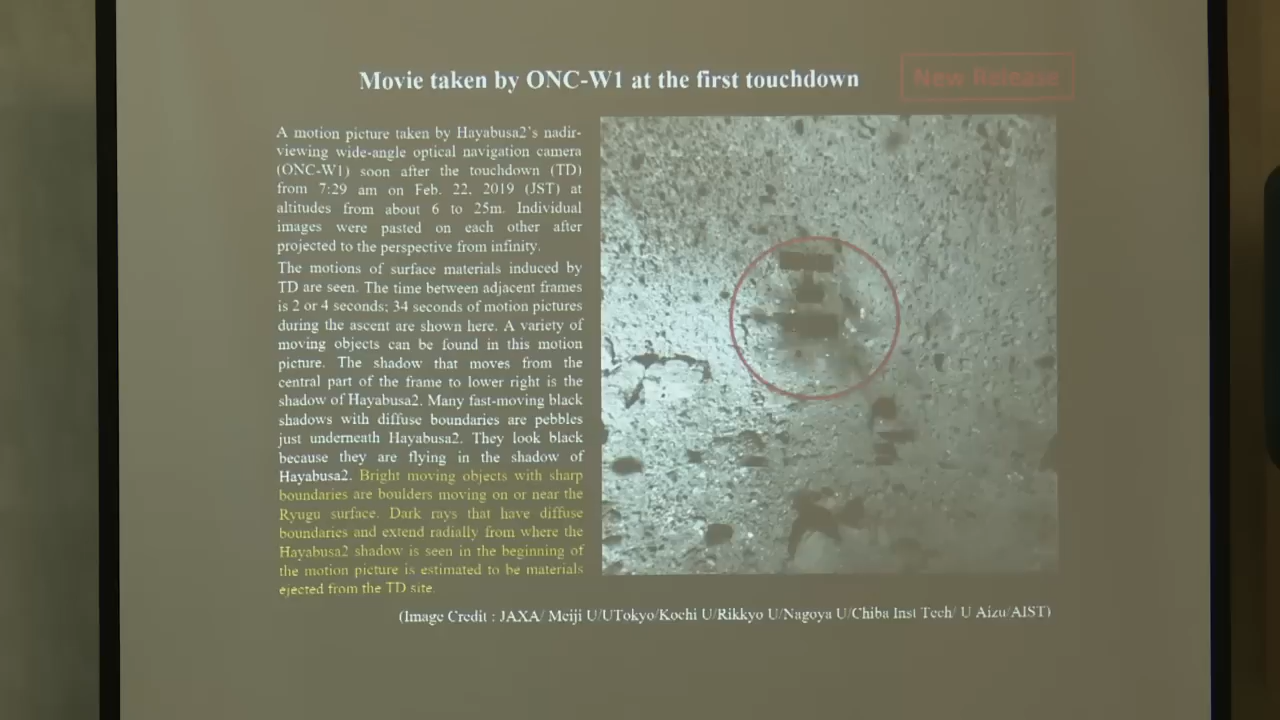 Movie taken by ONC-W1 at the first touchdown
New Release
A motion picture taken by Hayabusa2's nadir-
viewing wide-angle optical navigation camera
(ONC-W1) soon after the touchdown (TD)
from 7:29 am on Feb. 22, 2019 (JST) at
altitudes from about 6 to 25m. Individual
images were pasted on each other after
projected to the perspective from infinity.
The motions of surface materials induced by
TD are seen. The time between adjacent frames
is 2 or 4 seconds; 34 seconds of motion pictures
during the ascent are shown here. A variety of
moving objects can be found in this motion
picture. The shadow that moves from the
central part of the frame to lower right is the
shadow of Hayabusa2. Many fast-moving black
shadows with diffuse boundaries are pebbles
just underneath Hayabusa2. They look black
because they are flying in the shadow of
Hayabusa2. Bright moving objects with sharp
boundaries are boulders moving on or near the
Ryugu surface. Dark rays that have diffuse
boundaries and extend radially from where the
Hayabusa2 shadow is seen in the beginning of
the motion picture is estimated to be materials
ejected from the TD site.
(Image Credit : JAXA/ Meiji U/UTokyo/Kochi U/Rikkyo U/Nagoya U/Chiba Inst Tech/ U Aizu/AIST)